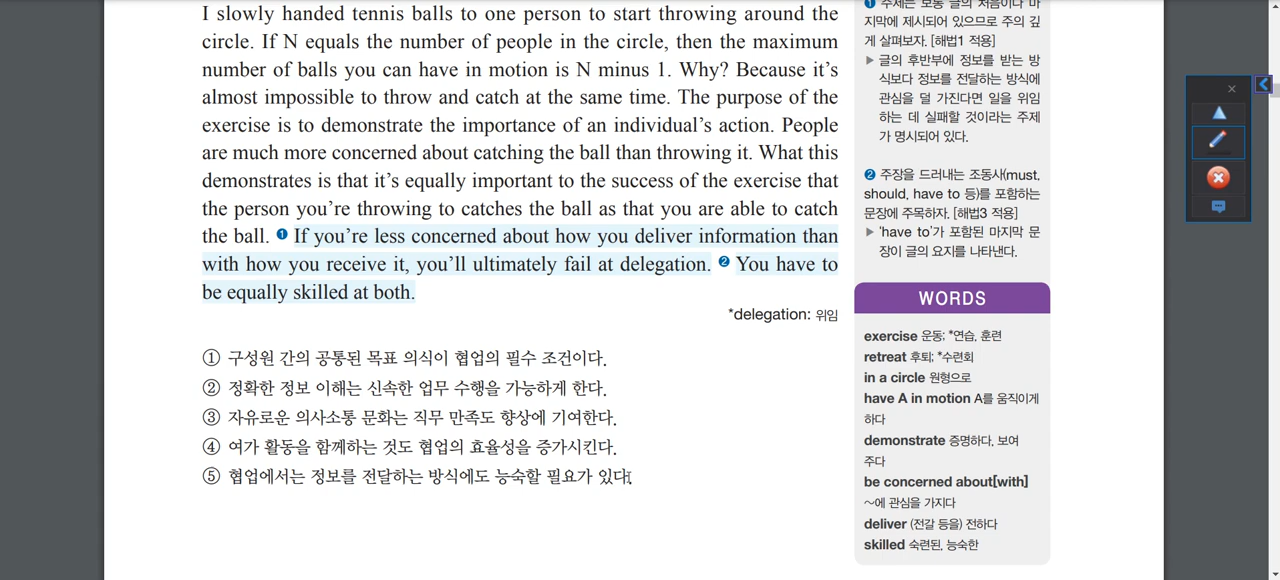 I slowly handed tennis balls to one person to start throwing around the
circle. If N equals the number of people in the circle, then the maximum
number of balls you can have in motion is N minus 1. Why? Because it's
almost impossible to throw and catch at the same time. The purpose of the
exercise is to demonstrate the importance of an individual's action. People
are much more concerned about catching the ball than throwing it. What this
demonstrates is that it's equally important to the success of the exercise that
the person you're throwing to catches the ball as that you are able to catch
the ball. ❶ If you're less concerned about how you deliver information than
with how you receive it, you'll ultimately fail at delegation. ❷ You have to
be equally skilled at both.
*delegation: 위임
① 구성원 간의 공통된 목표 의식이 협업의 필수 조건이다.
② 정확한 정보 이해는 신속한 업무 수행을 가능하게 한다.
③ 자유로운 의사소통 문화는 직무 만족도 향상에 기여한다.
④ 여가 활동을 함께하는 것도 협업의 효율성을 증가시킨다.
⑤ 협업에서는 정보를 전달하는 방식에도 능숙할 필요가 있다.
❶ 주제는 보통 글의 처음이나 마
지막에 제시되어 있으므로 주의 깊
게 살펴보자. [해법1 적용]
▶ 글의 후반부에 정보를 받는 방
식보다 정보를 전달하는 방식에
관심을 덜 가진다면 일을 위임
하는 데 실패할 것이라는 주제
가 명시되어 있다.
❷ 주장을 드러내는 조동사(must,
should, have to 등)를 포함하는
문장에 주목하자. [해법3 적용]
▶ 'have to'가 포함된 마지막 문
장이 글의 요지를 나타낸다.
WORDS
exercise 운동; *연습, 훈련
retreat 후퇴; *수련회
in a circle 원형으로
have A in motion A를 움직이게
하다
demonstrate 증명하다, 보여
주다
be concerned about[with]
～에 관심을 가지다
deliver (전갈 등을) 전하다
skilled 숙련된, 능숙한